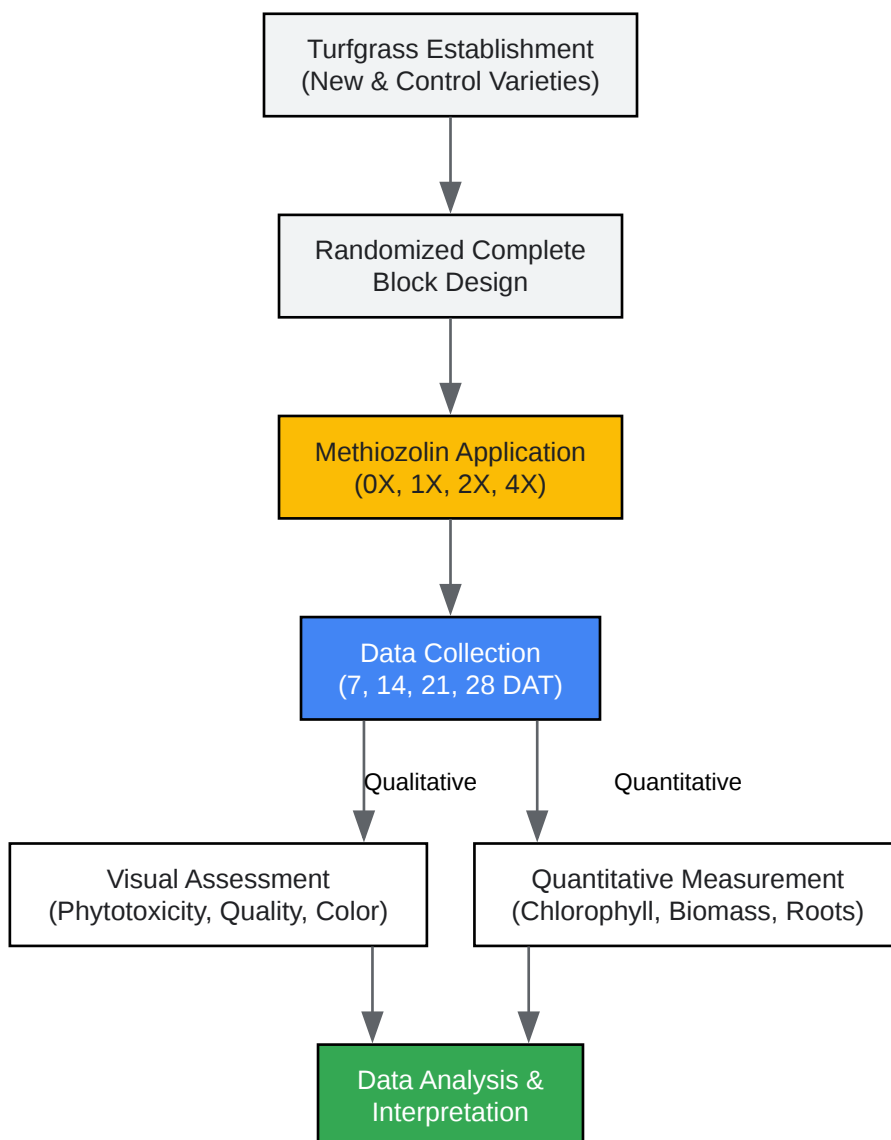 Turfgrass Establishment
(New & Control Varieties)
Randomized Complete
Block Design
Methiozolin Application
(0X, 1X, 2X, 4X)
Data Collection
(7, 14, 21, 28 DAT)
Qualitative
Quantitative
Visual Assessment
(Phytotoxicity, Quality, Color)
Quantitative Measurement
(Chlorophyll, Biomass, Roots)
Data Analysis &
Interpretation